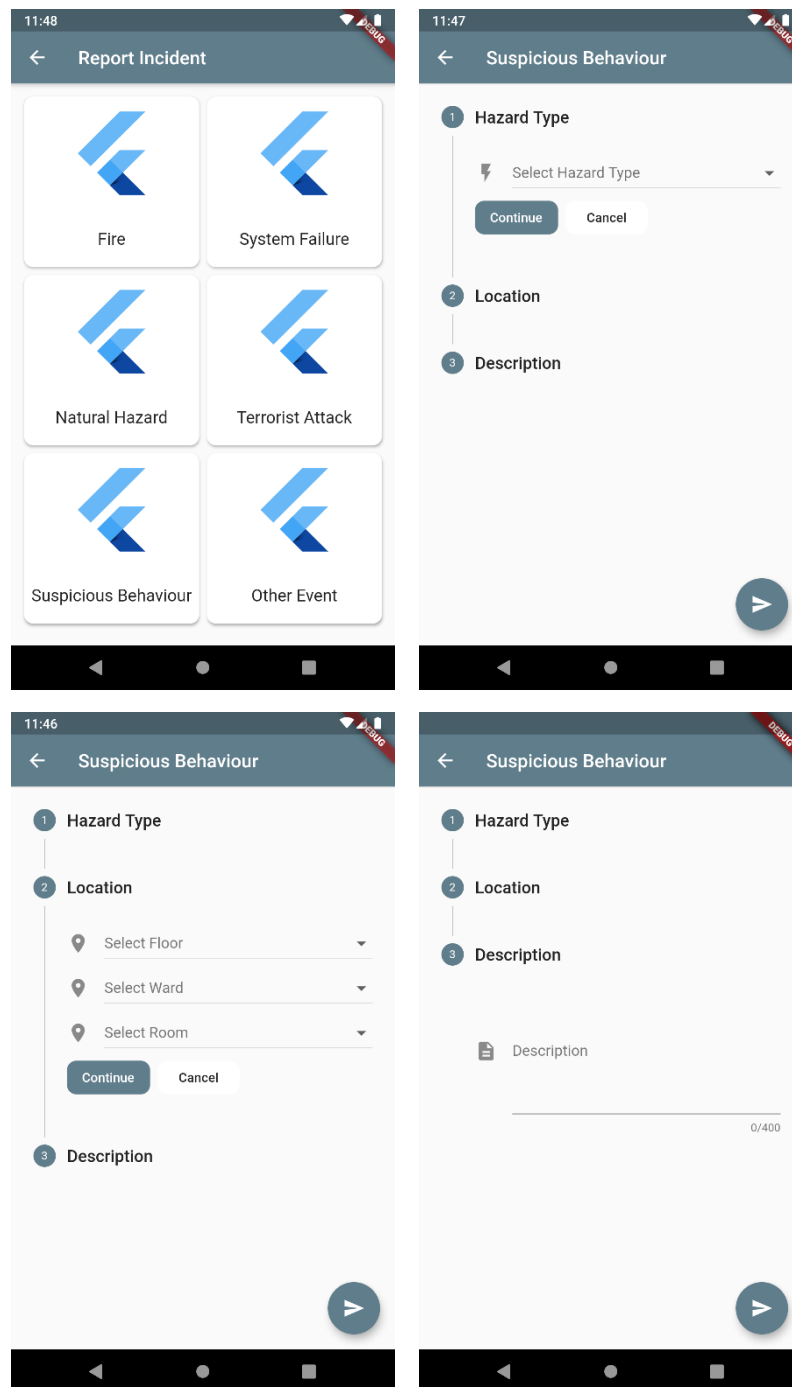 11:48
DEBUG
Report Incident
Fire
System Failure
Natural Hazard
Terrorist Attack
Suspicious Behaviour
Other Event
11:47
DEBUG
Suspicious Behaviour
1 Hazard Type
Select Hazard Type
Continue Cancel
2 Location
3 Description
11:46
DEBUG
Suspicious Behaviour
1 Hazard Type
2 Location
Select Floor
Select Ward
Select Room
Continue Cancel
3 Description
DEBUG
Suspicious Behaviour
1 Hazard Type
2 Location
3 Description
Description
0/400